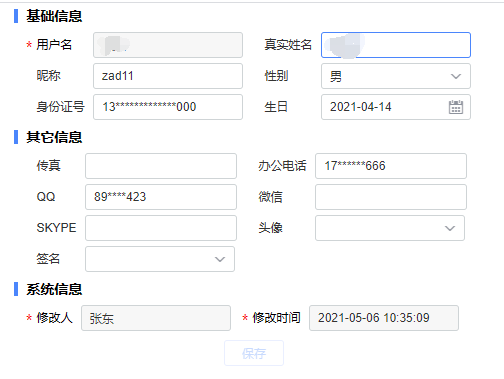 基础信息
* 用户名 真实姓名
昵称 zad11 性别 男
身份证号 13*************000 生日 2021-04-14
其它信息
传真 办公电话 17******666
QQ 89****423 微信
SKYPE 头像
签名
系统信息
* 修改人 张东 * 修改时间 2021-05-06 10:35:09
保存